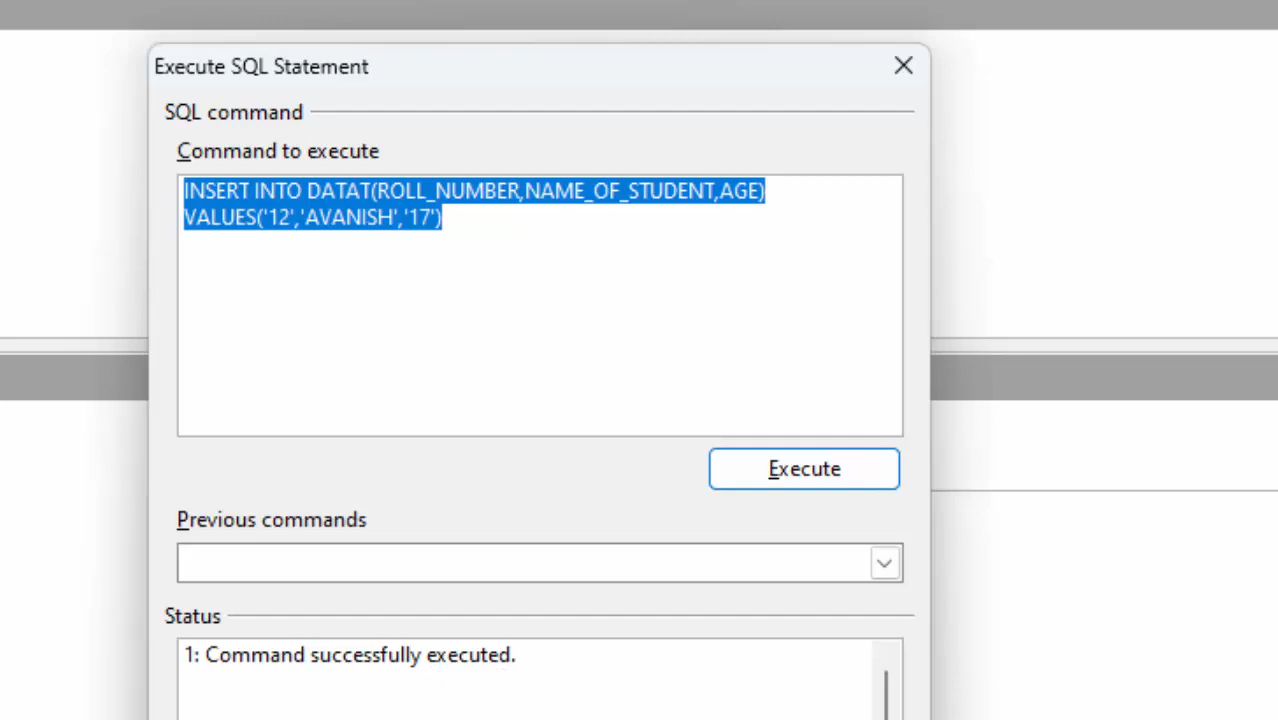 Execute SQL Statement
SQL command
Command to execute
INSERT INTO DATAT(ROLL_NUMBER,NAME_OF_STUDENT,AGE)
VALUES('12','AVANISH','17')
Execute
Previous commands
Status
1: Command successfully executed.